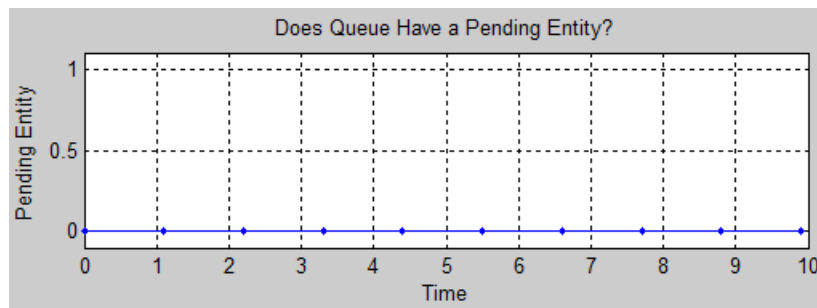 Does Queue Have a Pending Entity?
Pending Entity
1
0.5
0
0 1 2 3 4 5 6 7 8 9 10
Time